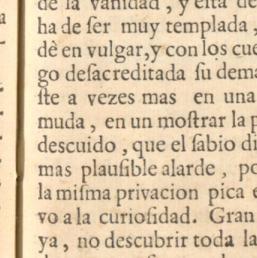 de la vanidad, y esta de
ha de ſer muy templada,
dè en vulgar, y con los cue
go deſacreditada ſu dema
ſte a vezes mas en una
muda, en un moſtrar la p
deſcuido, que el ſabio di
mas plauſible alarde, po
la miſma privacion pica e
vo a la curioſidad. Gran
ya, no deſcubrir toda la